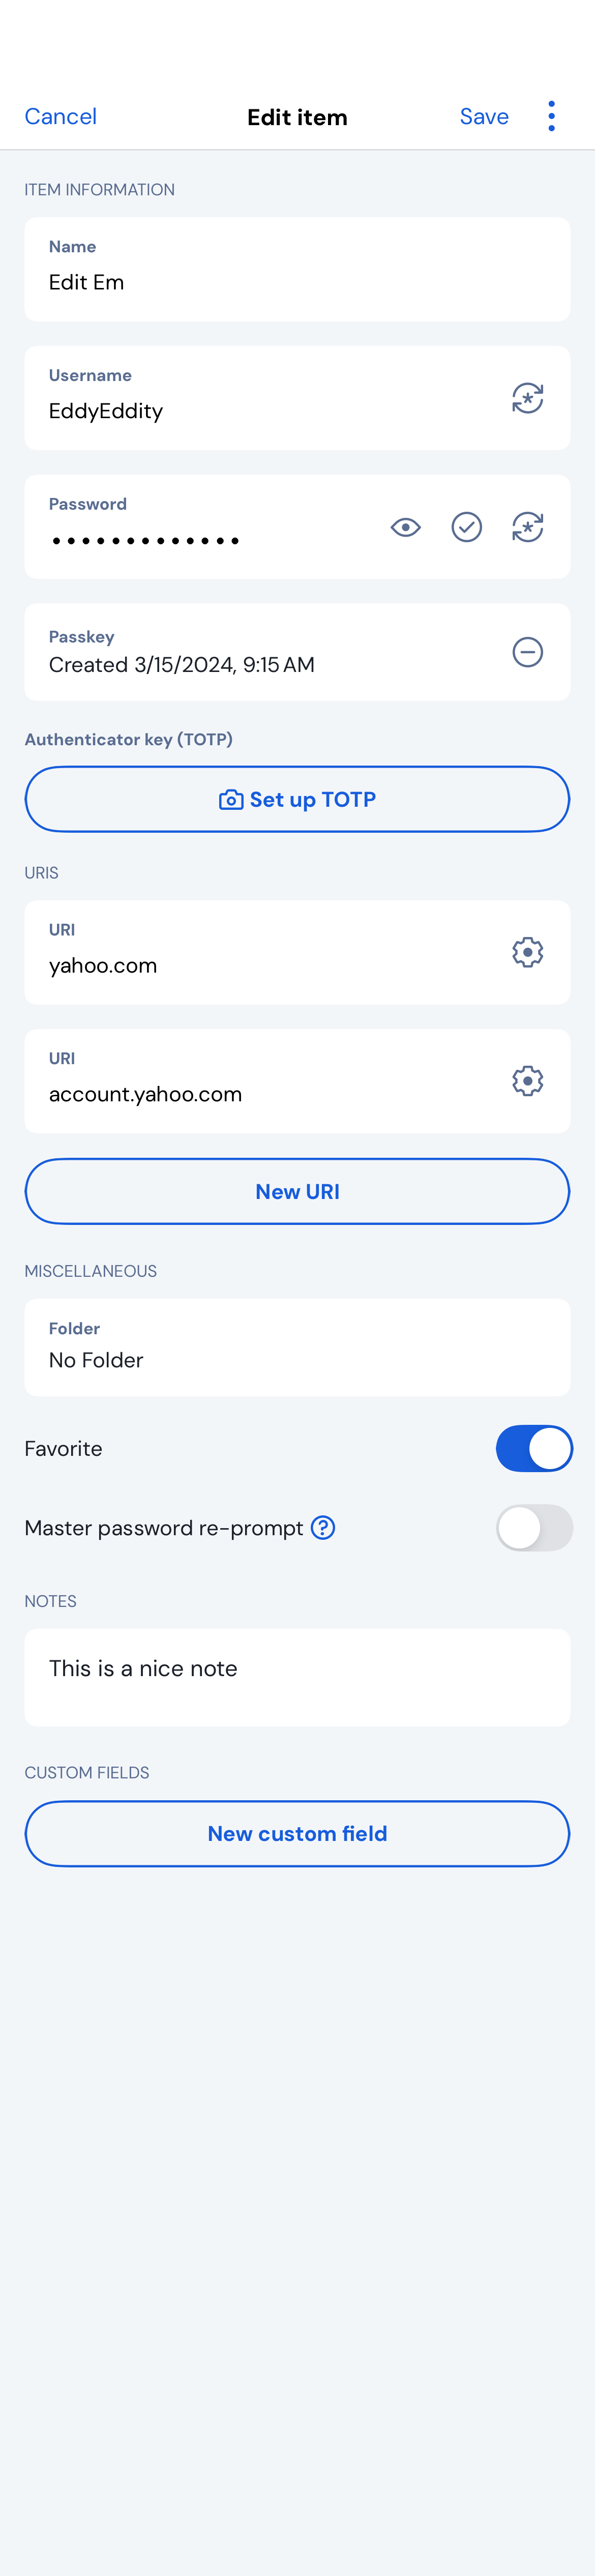 Cancel Edit item Save
ITEM INFORMATION
Name
Edit Em
Username
EddyEddity
Password
•••••••••••••
Passkey
Created 3/15/2024, 9:15 AM
Authenticator key (TOTP)
Set up TOTP
URIS
URI
yahoo.com
URI
account.yahoo.com
New URI
MISCELLANEOUS
Folder
No Folder
Favorite
Master password re-prompt
NOTES
This is a nice note
CUSTOM FIELDS
New custom field